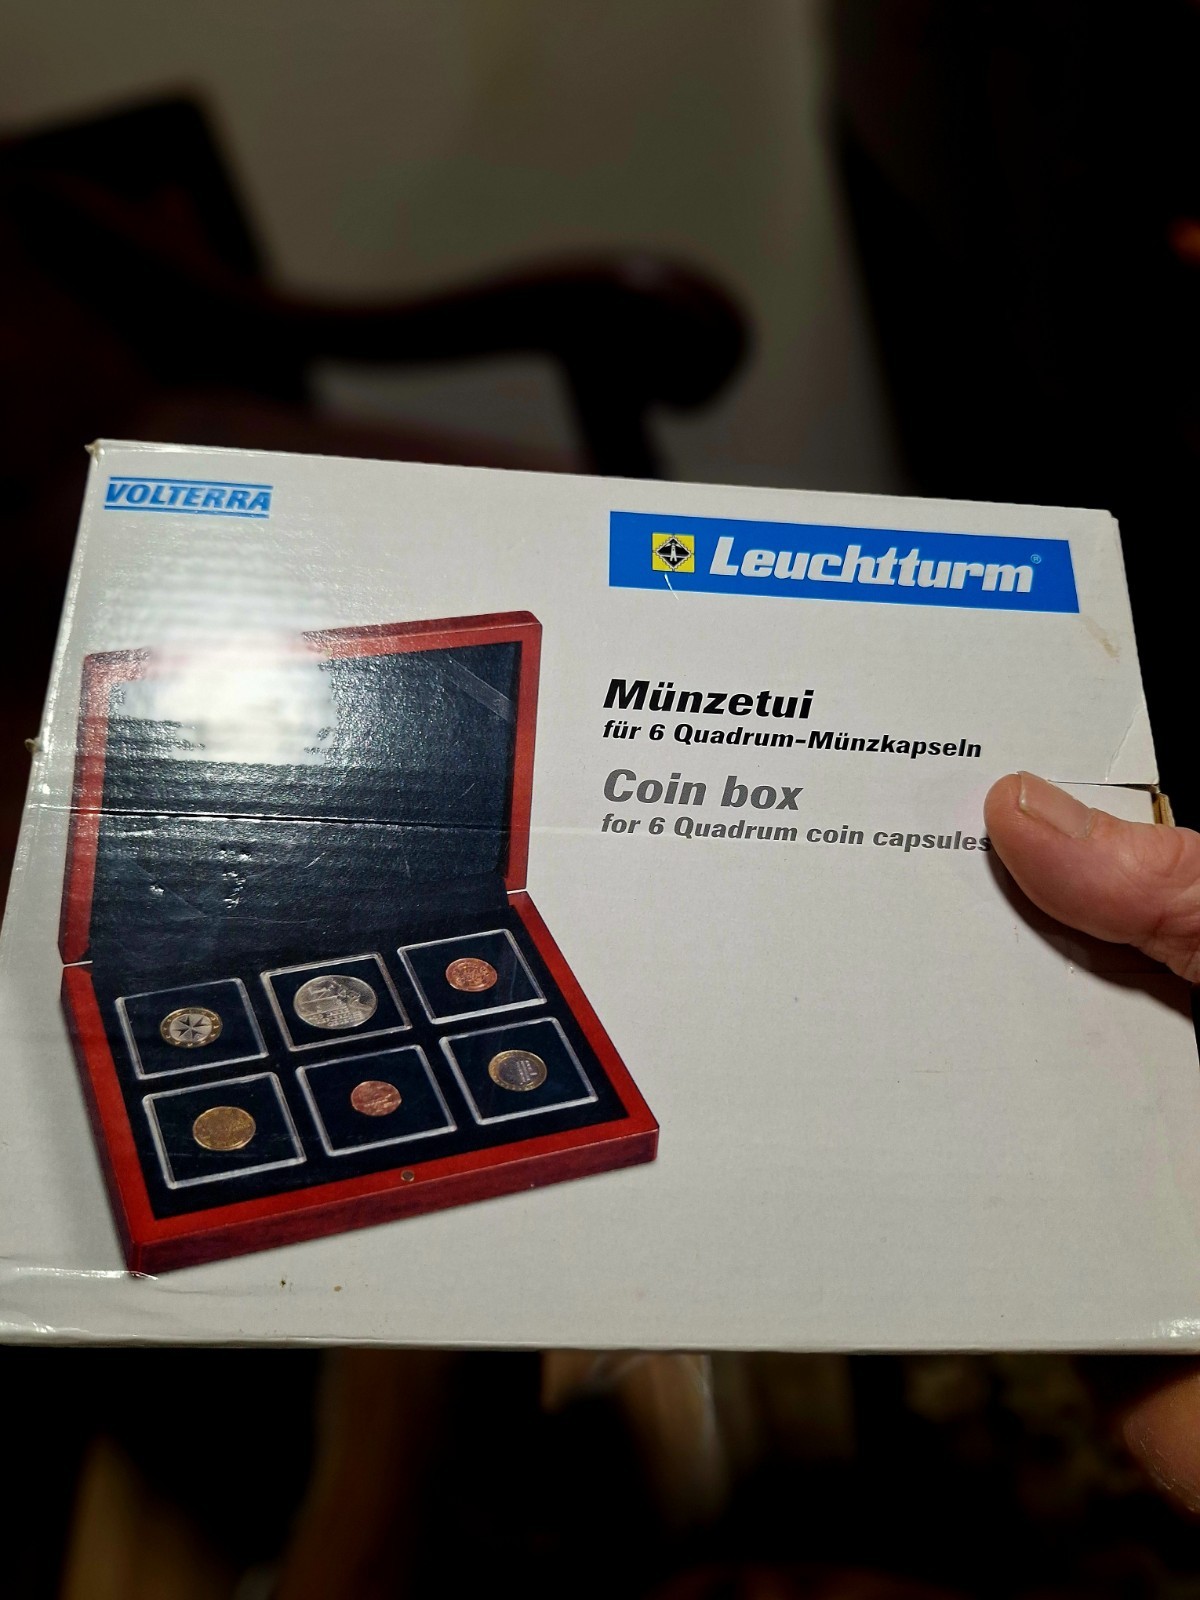 VOLTERRA
Leuchtturm®
Münzetui
für 6 Quadrum-Münzkapseln
Coin box
for 6 Quadrum coin capsules